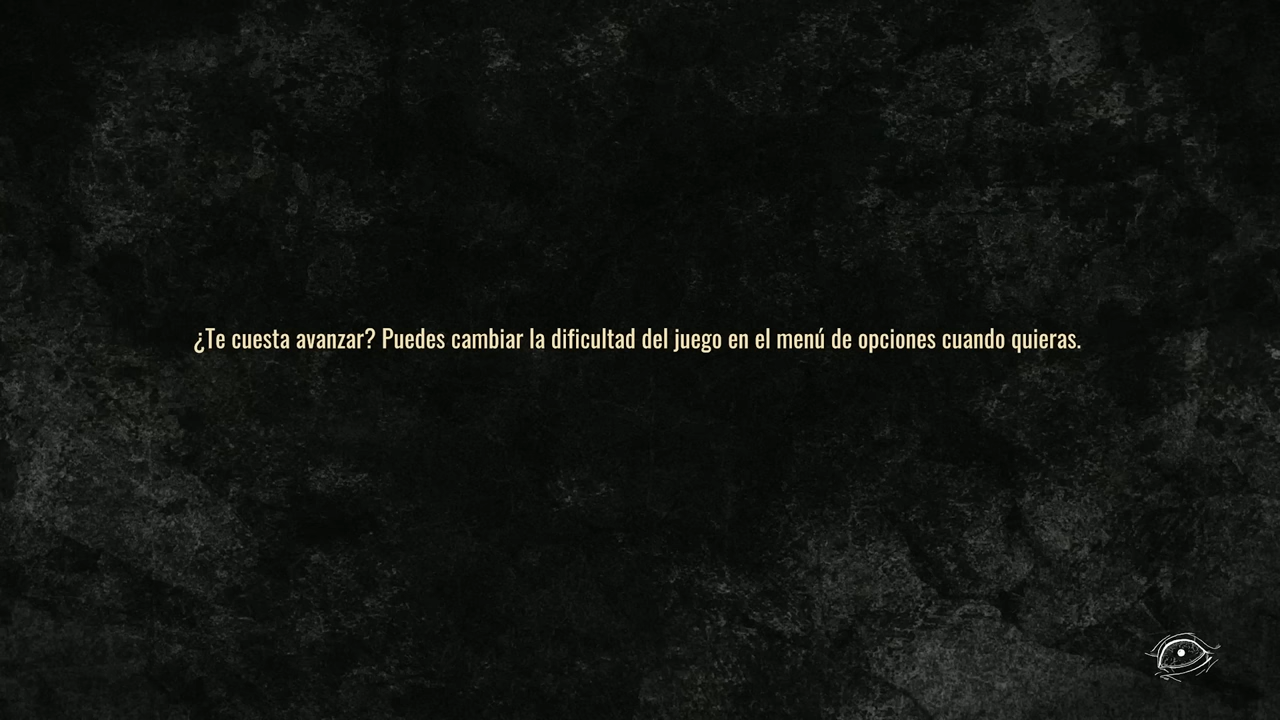 ¿Te cuesta avanzar? Puedes cambiar la dificultad del juego en el menú de opciones cuando quieras.